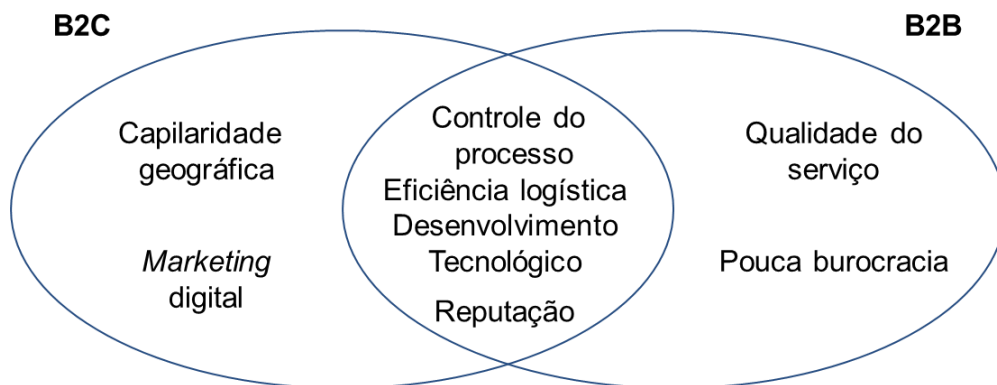 B2C
B2B
Capilaridade
geográfica
Marketing
digital
Controle do
processo
Eficiência logística
Desenvolvimento
Tecnológico
Reputação
Qualidade do
serviço
Pouca burocracia